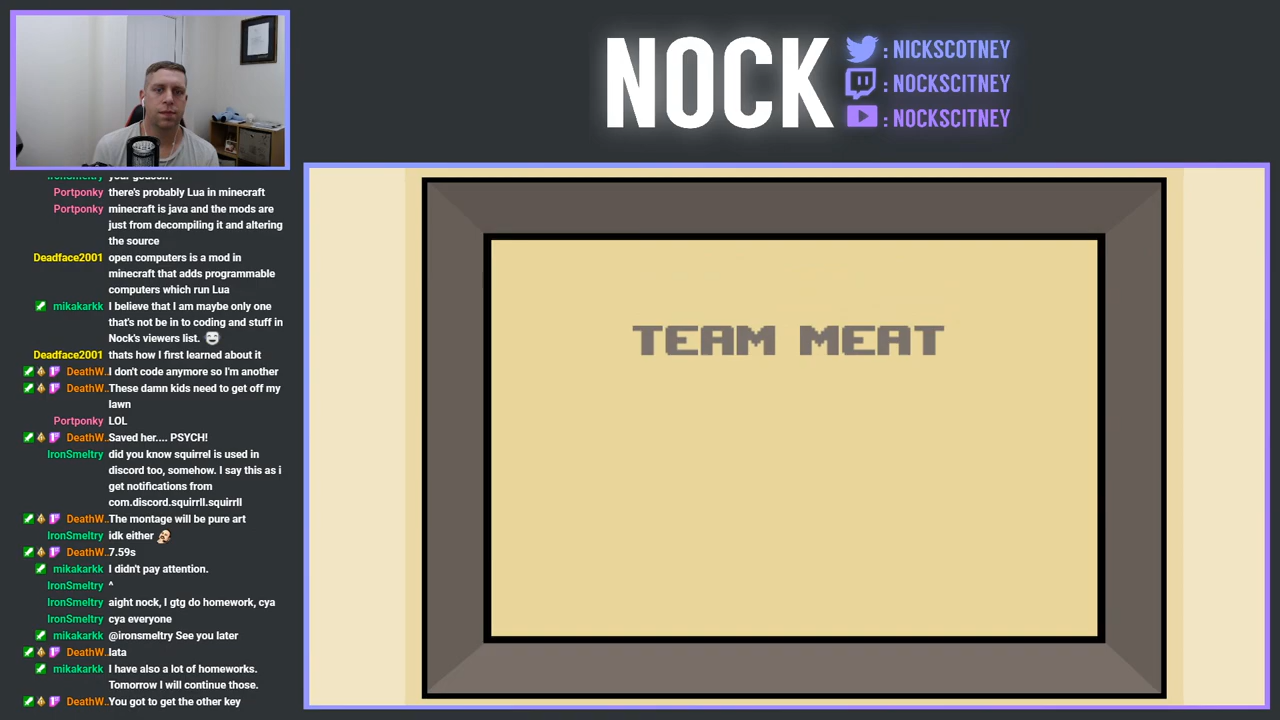 NOCK
: NICKSCOTNEY
: NOCKSCITNEY
: NOCKSCITNEY
Portponky there's probably Lua in minecraft
Portponky minecraft is java and the mods are
just from decompiling it and altering
the source
Deadface2001 open computers is a mod in
minecraft that adds programmable
computers which run Lua
mikakarkk I believe that I am maybe only one
that's not be in to coding and stuff in
Nock's viewers list.
Deadface2001 thats how I first learned about it
DeathW.. I don't code anymore so I'm another
DeathW.. These damn kids need to get off my
lawn
Portponky LOL
DeathW.. Saved her.... PSYCH!
IronSmeltry did you know squirrel is used in
discord too, somehow. I say this as i
get notifications from
com.discord.squirrll.squirrll
DeathW.. The montage will be pure art
IronSmeltry idk either
DeathW.. 7.59s
mikakarkk I didn't pay attention.
IronSmeltry ^
IronSmeltry aight nock, I gtg do homework, cya
IronSmeltry cya everyone
mikakarkk @ironsmeltry See you later
DeathW.. lata
mikakarkk I have also a lot of homeworks.
Tomorrow I will continue those.
DeathW.. You got to get the other key
TEAM MEAT